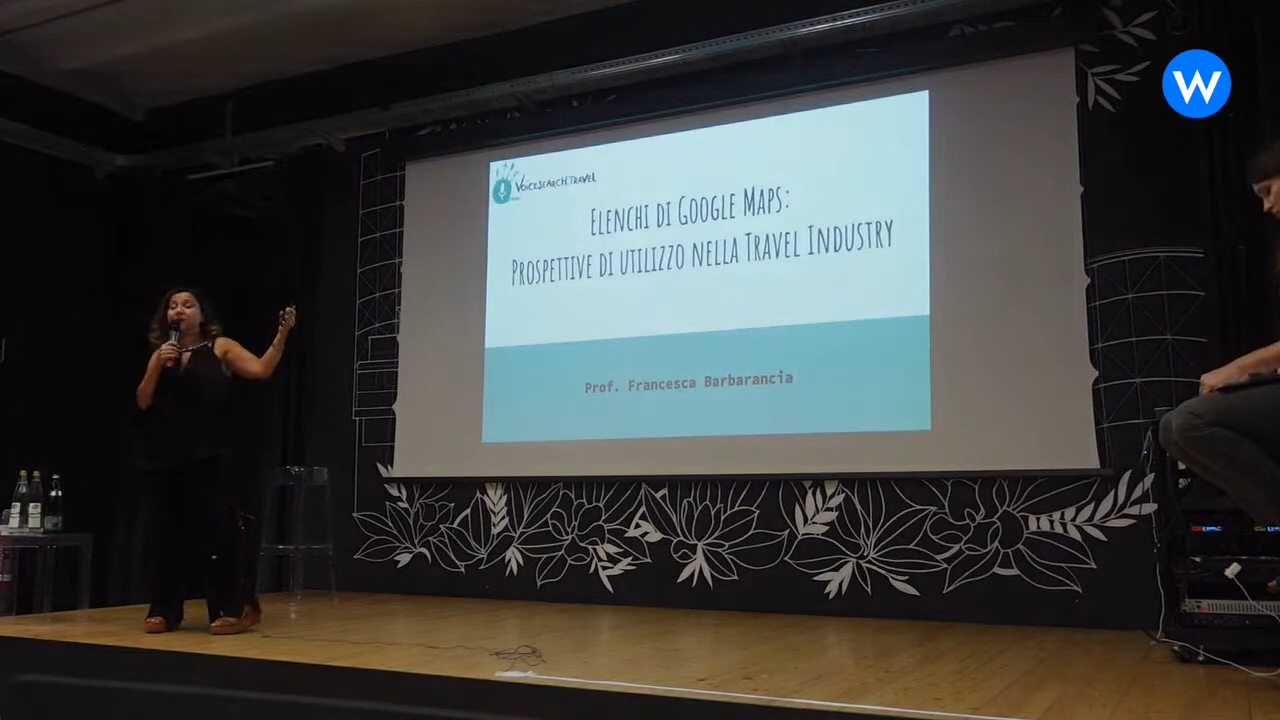 W
VOICESEARCH.TRAVEL
ELENCHI DI GOOGLE MAPS:
PROSPETTIVE DI UTILIZZO NELLA TRAVEL INDUSTRY
Prof. Francesca Barbarancia